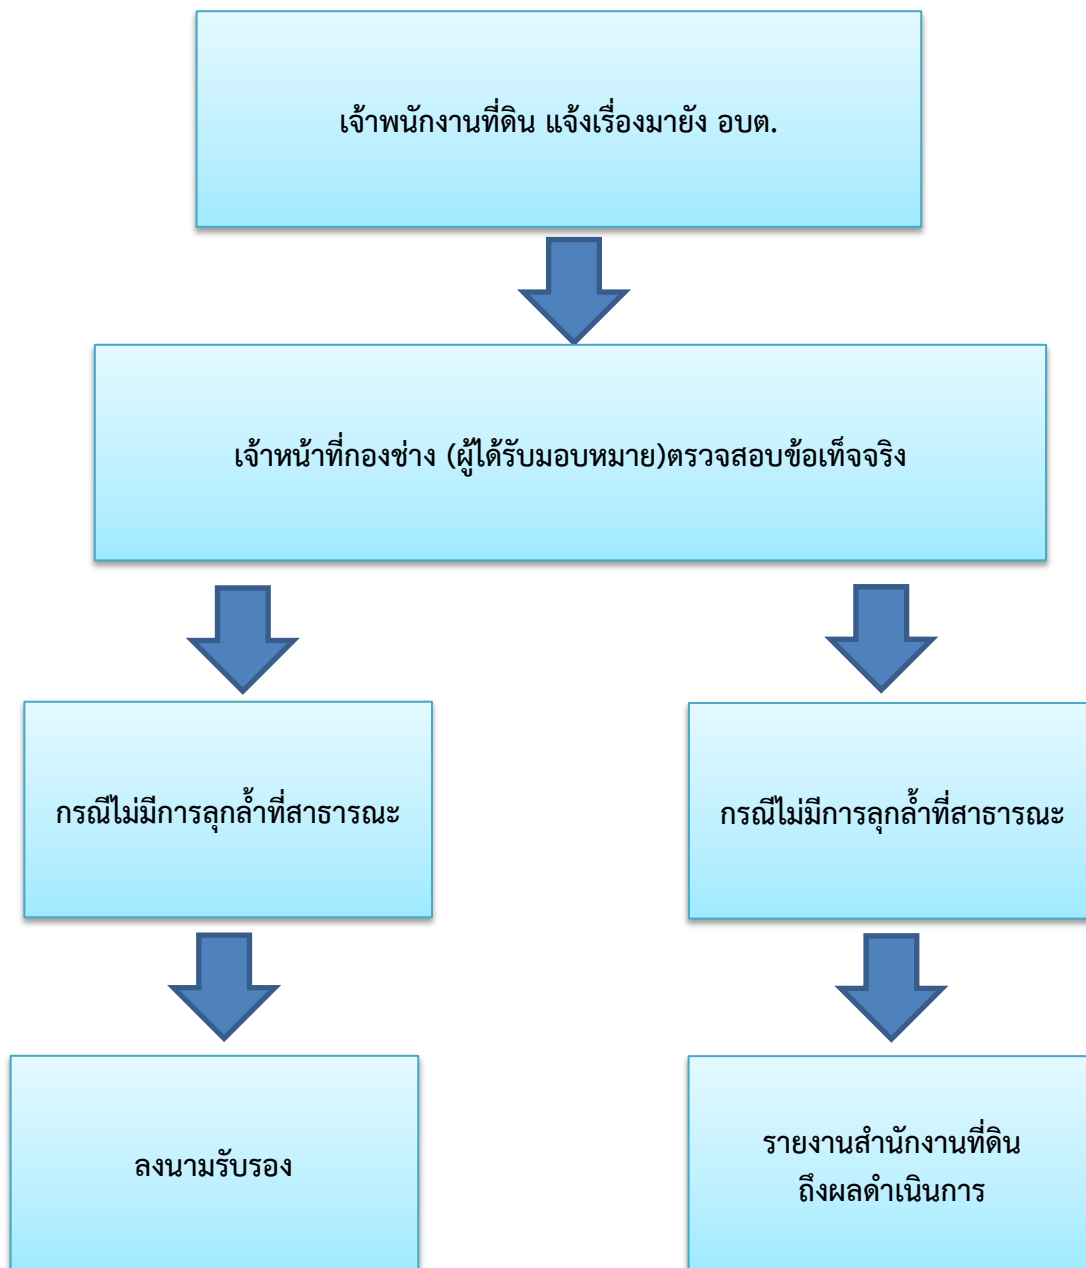 เจ้าพนักงานที่ดิน แจ้งเรื่องมายัง อบต.
เจ้าหน้าที่กองช่าง (ผู้ได้รับมอบหมาย)ตรวจสอบข้อเท็จจริง
กรณีไม่มีการลุกล้ำที่สาธารณะ
กรณีไม่มีการลุกล้ำที่สาธารณะ
ลงนามรับรอง
รายงานสำนักงานที่ดิน
ถึงผลดำเนินการ